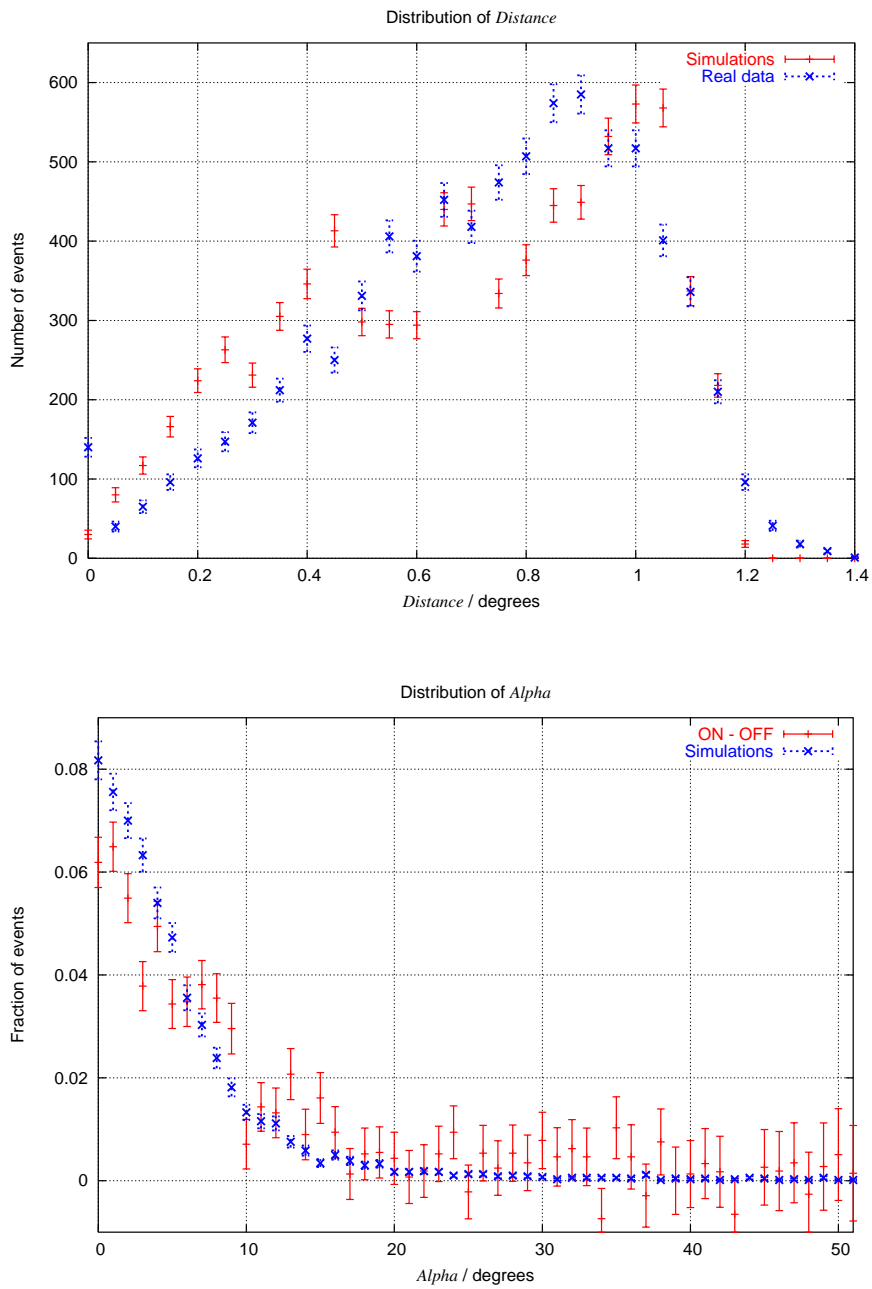 Distribution of Distance
600
500
400
300
200
100
0
Number of events
Simulations
Real data
0 0.2 0.4 0.6 0.8 1 1.2 1.4
Distance / degrees
Distribution of Alpha
0.08
0.06
0.04
0.02
0
Fraction of events
ON - OFF
Simulations
0 10 20 30 40 50
Alpha / degrees